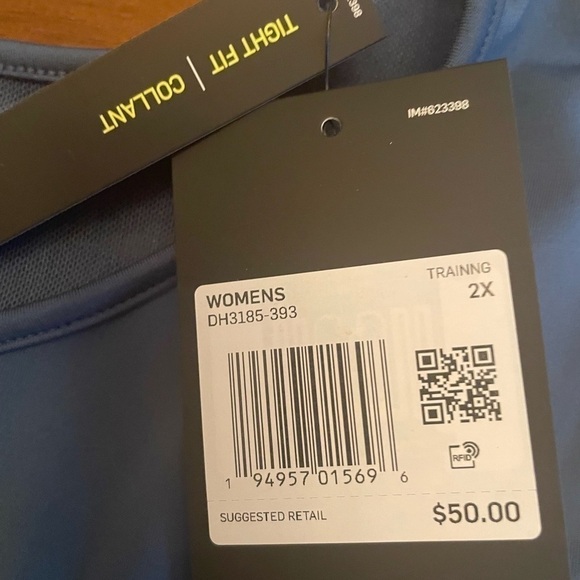 398
TIGHT FIT | COLLANT
IM#623398
TRAINNG
WOMENS 2X
DH3185-393
RFID
1 94957 01569 6
SUGGESTED RETAIL $50.00